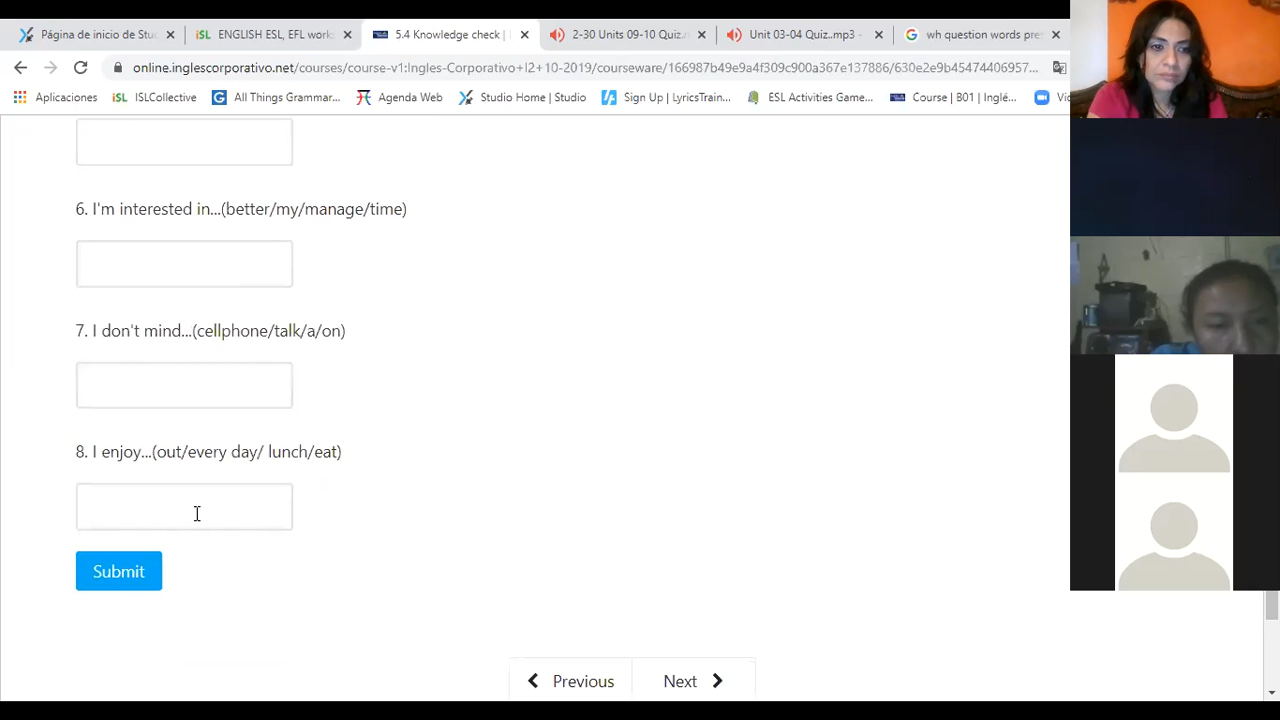 Página de inicio de Stu
ENGLISH ESL, EFL work
5.4 Knowledge check |
2-30 Units 09-10 Quiz.m
Unit 03-04 Quiz..mp3 -
wh question words pres
online.inglescorporativo.net/courses/course-v1:Ingles-Corporativo+I2+10-2019/courseware/166987b49e9a4f309c900a367e137886/630e2e9b45474406957...
Aplicaciones
iSL ISLCollective
All Things Grammar...
Agenda Web
Studio Home | Studio
Sign Up | LyricsTrain...
ESL Activities Game...
Course | B01 | Inglé...
6. I'm interested in...(better/my/manage/time)
7. I don't mind...(cellphone/talk/a/on)
8. I enjoy...(out/every day/ lunch/eat)
Submit
Previous
Next